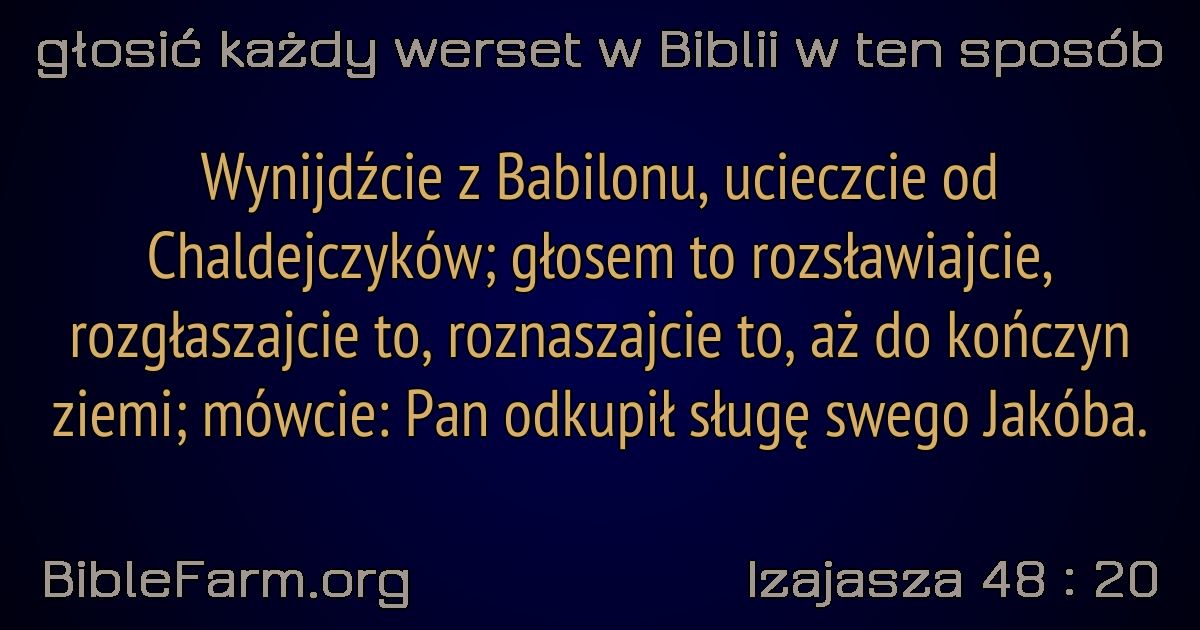 głosić każdy werset w Biblii w ten sposób
Wynijdźcie z Babilonu, ucieczcie od
Chaldejczyków; głosem to rozsławiajcie,
rozgłaszajcie to, roznaszajcie to, aż do kończyn
ziemi; mówcie: Pan odkupił sługę swego Jakóba.
BibleFarm.org
Izajasza 48 : 20